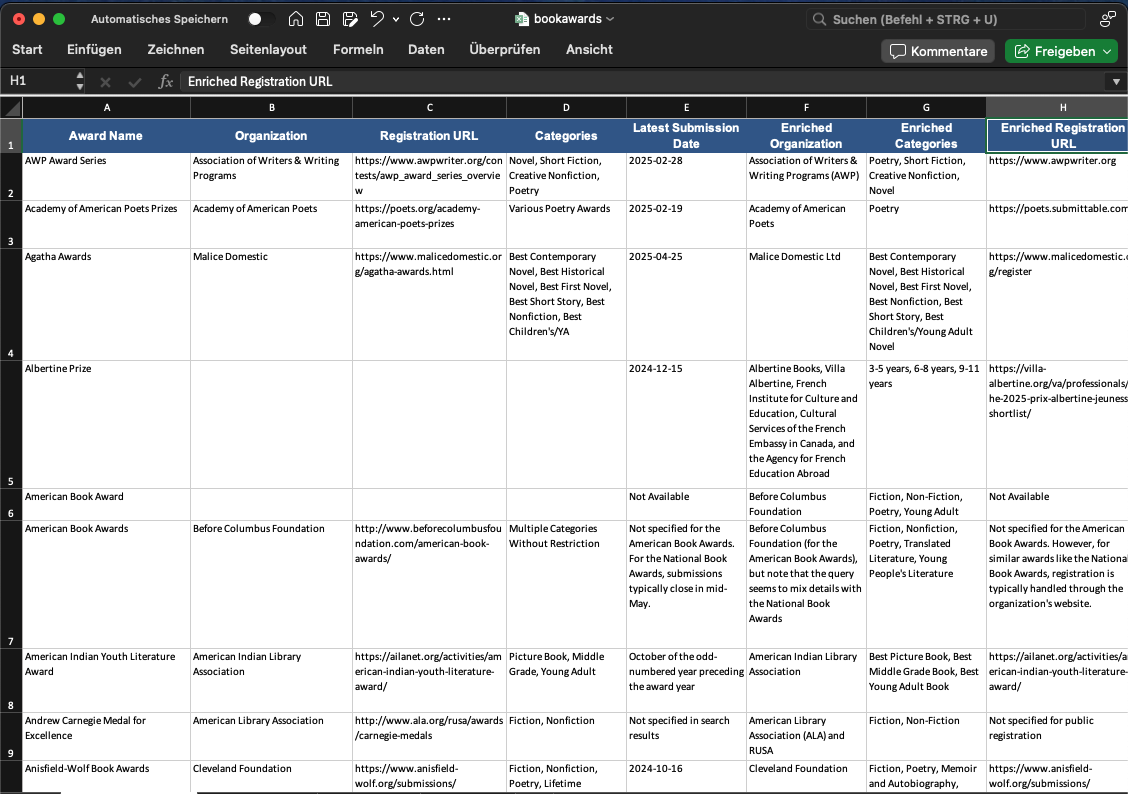 Automatisches Speichern
bookawards
Suchen (Befehl + STRG + U)
Start Einfügen Zeichnen Seitenlayout Formeln Daten Überprüfen Ansicht
Kommentare
Freigeben
H1
fx
Enriched Registration URL
A B C D E F G H
1
Award Name
Organization
Registration URL
Categories
Latest Submission
Date
Enriched
Organization
Enriched
Categories
Enriched Registration
URL
2
AWP Award Series
Association of Writers & Writing
Programs
https://www.awpwriter.org/con
tests/awp_award_series_overvie
w
Novel, Short Fiction,
Creative Nonfiction,
Poetry
2025-02-28
Association of Writers &
Writing Programs (AWP)
Poetry, Short Fiction,
Creative Nonfiction,
Novel
https://www.awpwriter.org
3
Academy of American Poets Prizes
Academy of American Poets
https://poets.org/academy-
american-poets-prizes
Various Poetry Awards
2025-02-19
Academy of American
Poets
Poetry
https://poets.submittable.com
4
Agatha Awards
Malice Domestic
https://www.malicedomestic.or
g/agatha-awards.html
Best Contemporary
Novel, Best Historical
Novel, Best First Novel,
Best Short Story, Best
Nonfiction, Best
Children's/YA
2025-04-25
Malice Domestic Ltd
Best Contemporary
Novel, Best Historical
Novel, Best First Novel,
Best Nonfiction, Best
Short Story, Best
Children's/Young Adult
Novel
https://www.malicedomestic.o
g/register
5
Albertine Prize
2024-12-15
Albertine Books, Villa
Albertine, French
Institute for Culture and
Education, Cultural
Services of the French
Embassy in Canada, and
the Agency for French
Education Abroad
3-5 years, 6-8 years, 9-11
years
https://villa-
albertine.org/va/professionals/
he-2025-prix-albertine-jeuness
shortlist/
6
American Book Award
Not Available
Before Columbus
Foundation
Fiction, Non-Fiction,
Poetry, Young Adult
Not Available
7
American Book Awards
Before Columbus Foundation
http://www.beforecolumbusfou
ndation.com/american-book-
awards/
Multiple Categories
Without Restriction
Not specified for the
American Book Awards.
For the National Book
Awards, submissions
typically close in mid-
May.
Before Columbus
Foundation (for the
American Book Awards),
but note that the query
seems to mix details with
the National Book
Awards
Fiction, Nonfiction,
Poetry, Translated
Literature, Young
People's Literature
Not specified for the American
Book Awards. However, for
similar awards like the National
Book Awards, registration is
typically handled through the
organization's website.
8
American Indian Youth Literature
Award
American Indian Library
Association
https://ailanet.org/activities/am
erican-indian-youth-literature-
award/
Picture Book, Middle
Grade, Young Adult
October of the odd-
numbered year preceding
the award year
American Indian Library
Association
Best Picture Book, Best
Middle Grade Book, Best
Young Adult Book
https://ailanet.org/activities/a
erican-indian-youth-literature-
award/
9
Andrew Carnegie Medal for
Excellence
American Library Association
http://www.ala.org/rusa/awards
/carnegie-medals
Fiction, Nonfiction
Not specified in search
results
American Library
Association (ALA) and
RUSA
Fiction, Non-Fiction
Not specified for public
registration
Anisfield-Wolf Book Awards
Cleveland Foundation
https://www.anisfield-
wolf.org/submissions/
Fiction, Nonfiction,
Poetry, Lifetime
2024-10-16
Cleveland Foundation
Fiction, Poetry, Memoir
and Autobiography,
https://www.anisfield-
wolf.org/submissions/